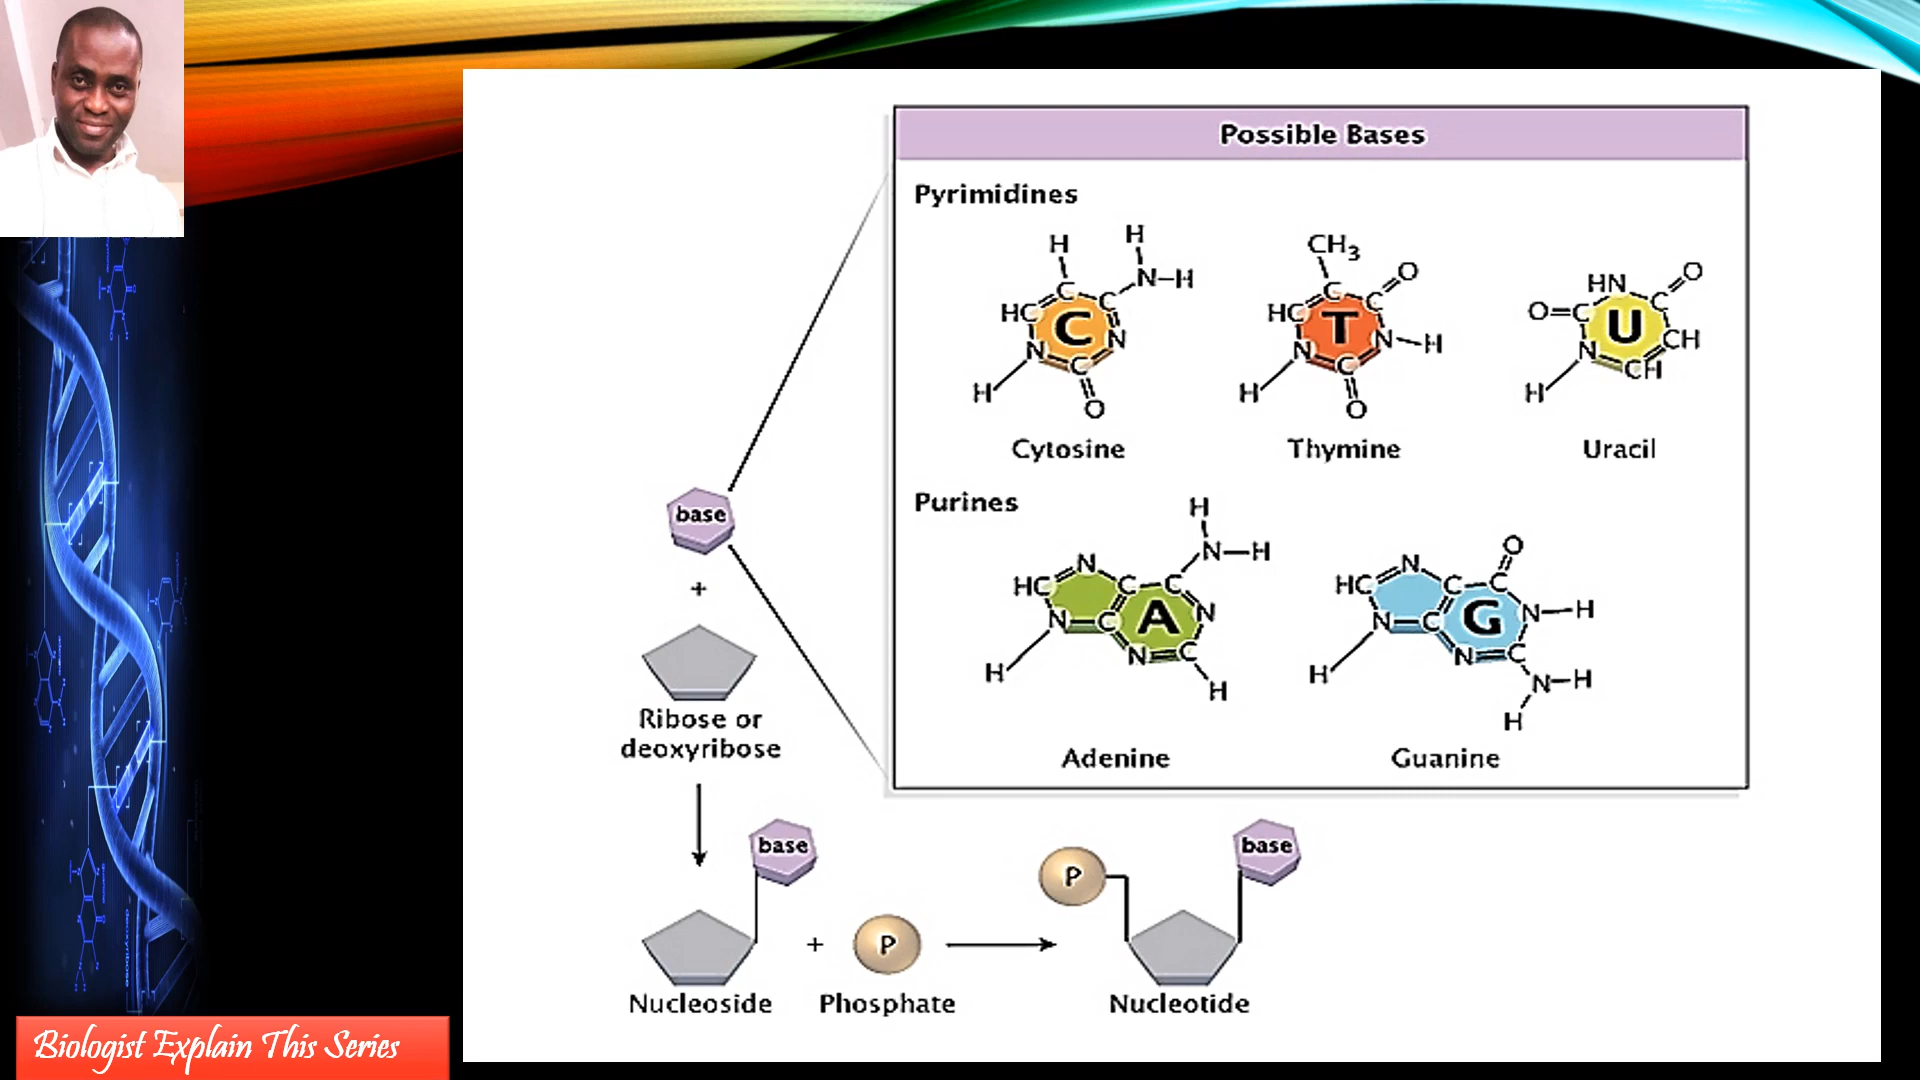 Possible Bases
Pyrimidines
H
H
N-H
HC
C
C
C
N
N
C
H
O
Cytosine
CH3
O
HC
C
C
T
N
N-H
C
H
O
Thymine
HN
O
O=C
C
U
CH
N
CH
H
Uracil
Purines
H
N-H
N
HC
C
C
A
N
N
C
N
C
H
H
Adenine
O
N
HC
C
C
G
N-H
N
C
N
C
N-H
H
H
Guanine
base
+
Ribose or
deoxyribose
base
Nucleoside
+
P
Phosphate
P
base
Nucleotide
Biologist Explain This Series